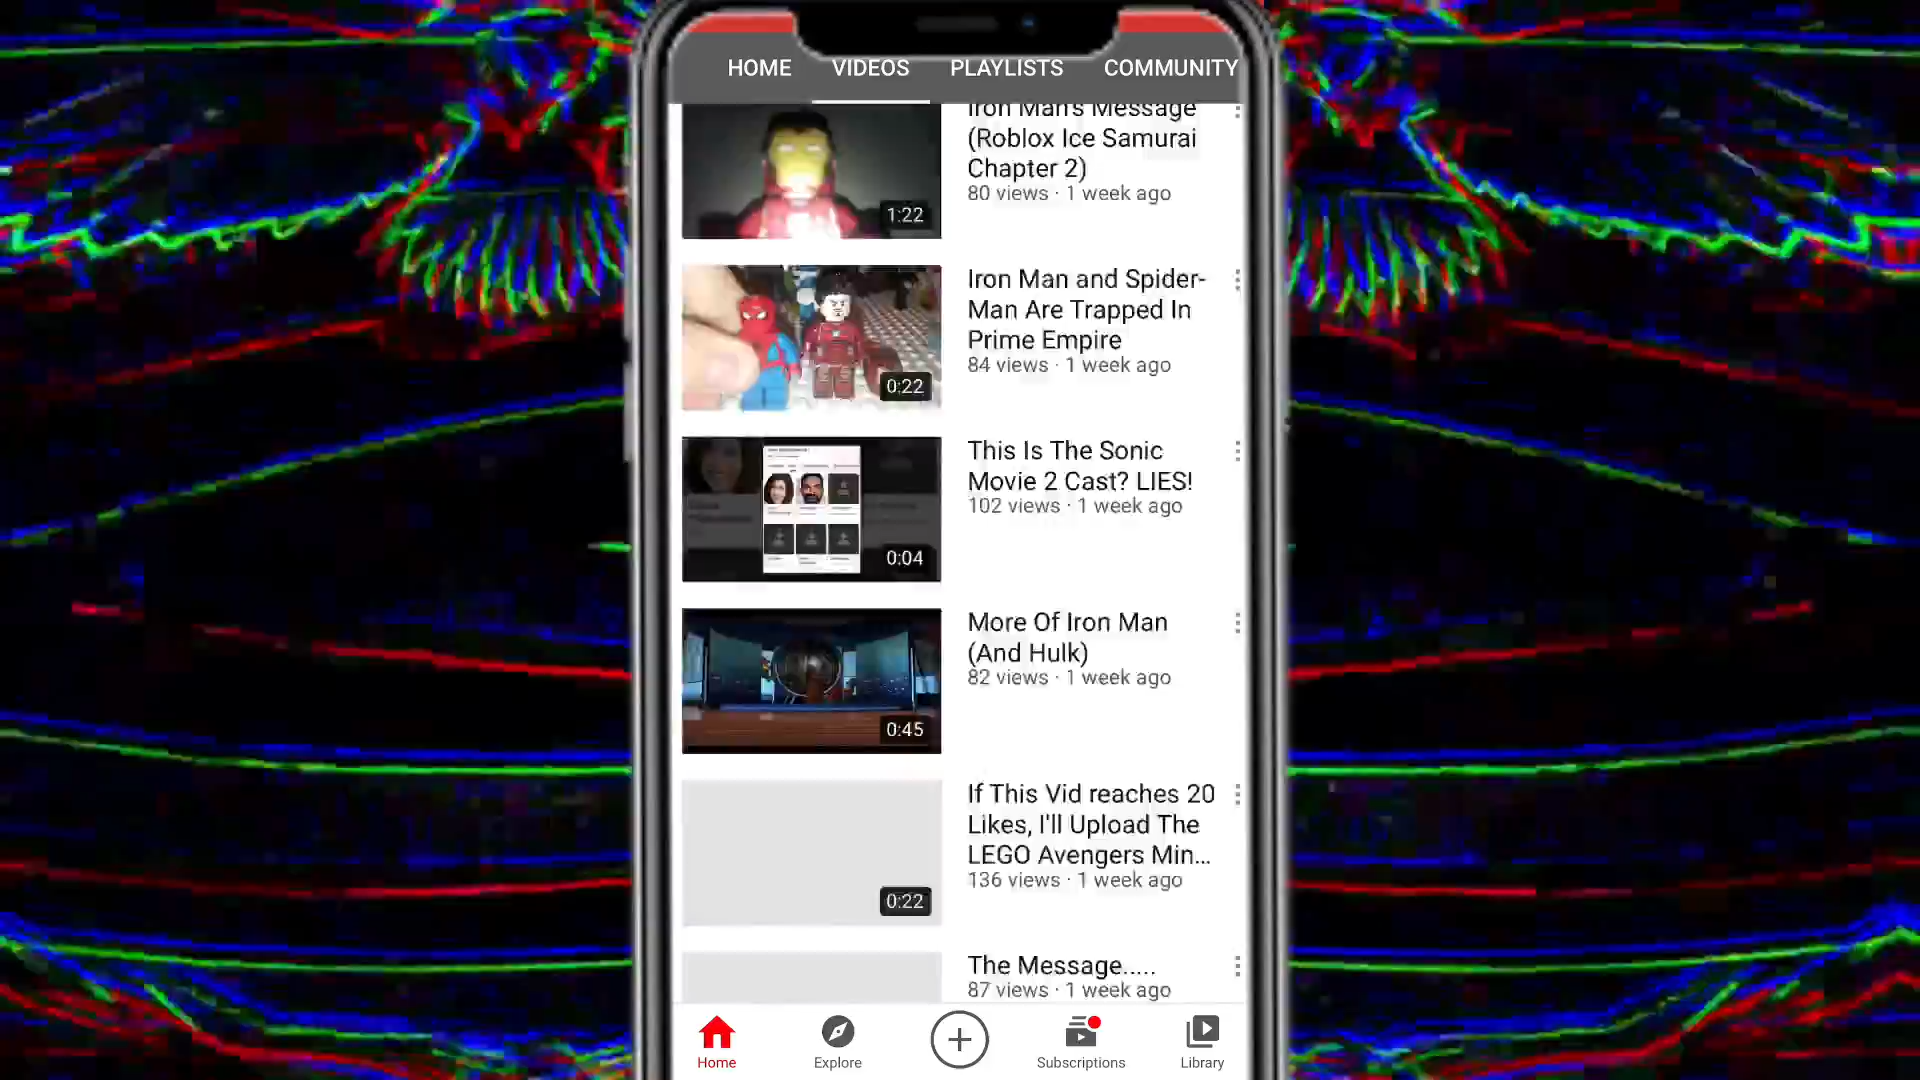 HOME VIDEOS PLAYLISTS COMMUNITY
Iron Man's Message
(Roblox Ice Samurai
Chapter 2)
80 views · 1 week ago
1:22
Iron Man and Spider-
Man Are Trapped In
Prime Empire
84 views · 1 week ago
0:22
This Is The Sonic
Movie 2 Cast? LIES!
102 views · 1 week ago
0:04
More Of Iron Man
(And Hulk)
82 views · 1 week ago
0:45
If This Vid reaches 20
Likes, I'll Upload The
LEGO Avengers Min...
136 views · 1 week ago
0:22
The Message.....
87 views · 1 week ago
Home Explore Subscriptions Library